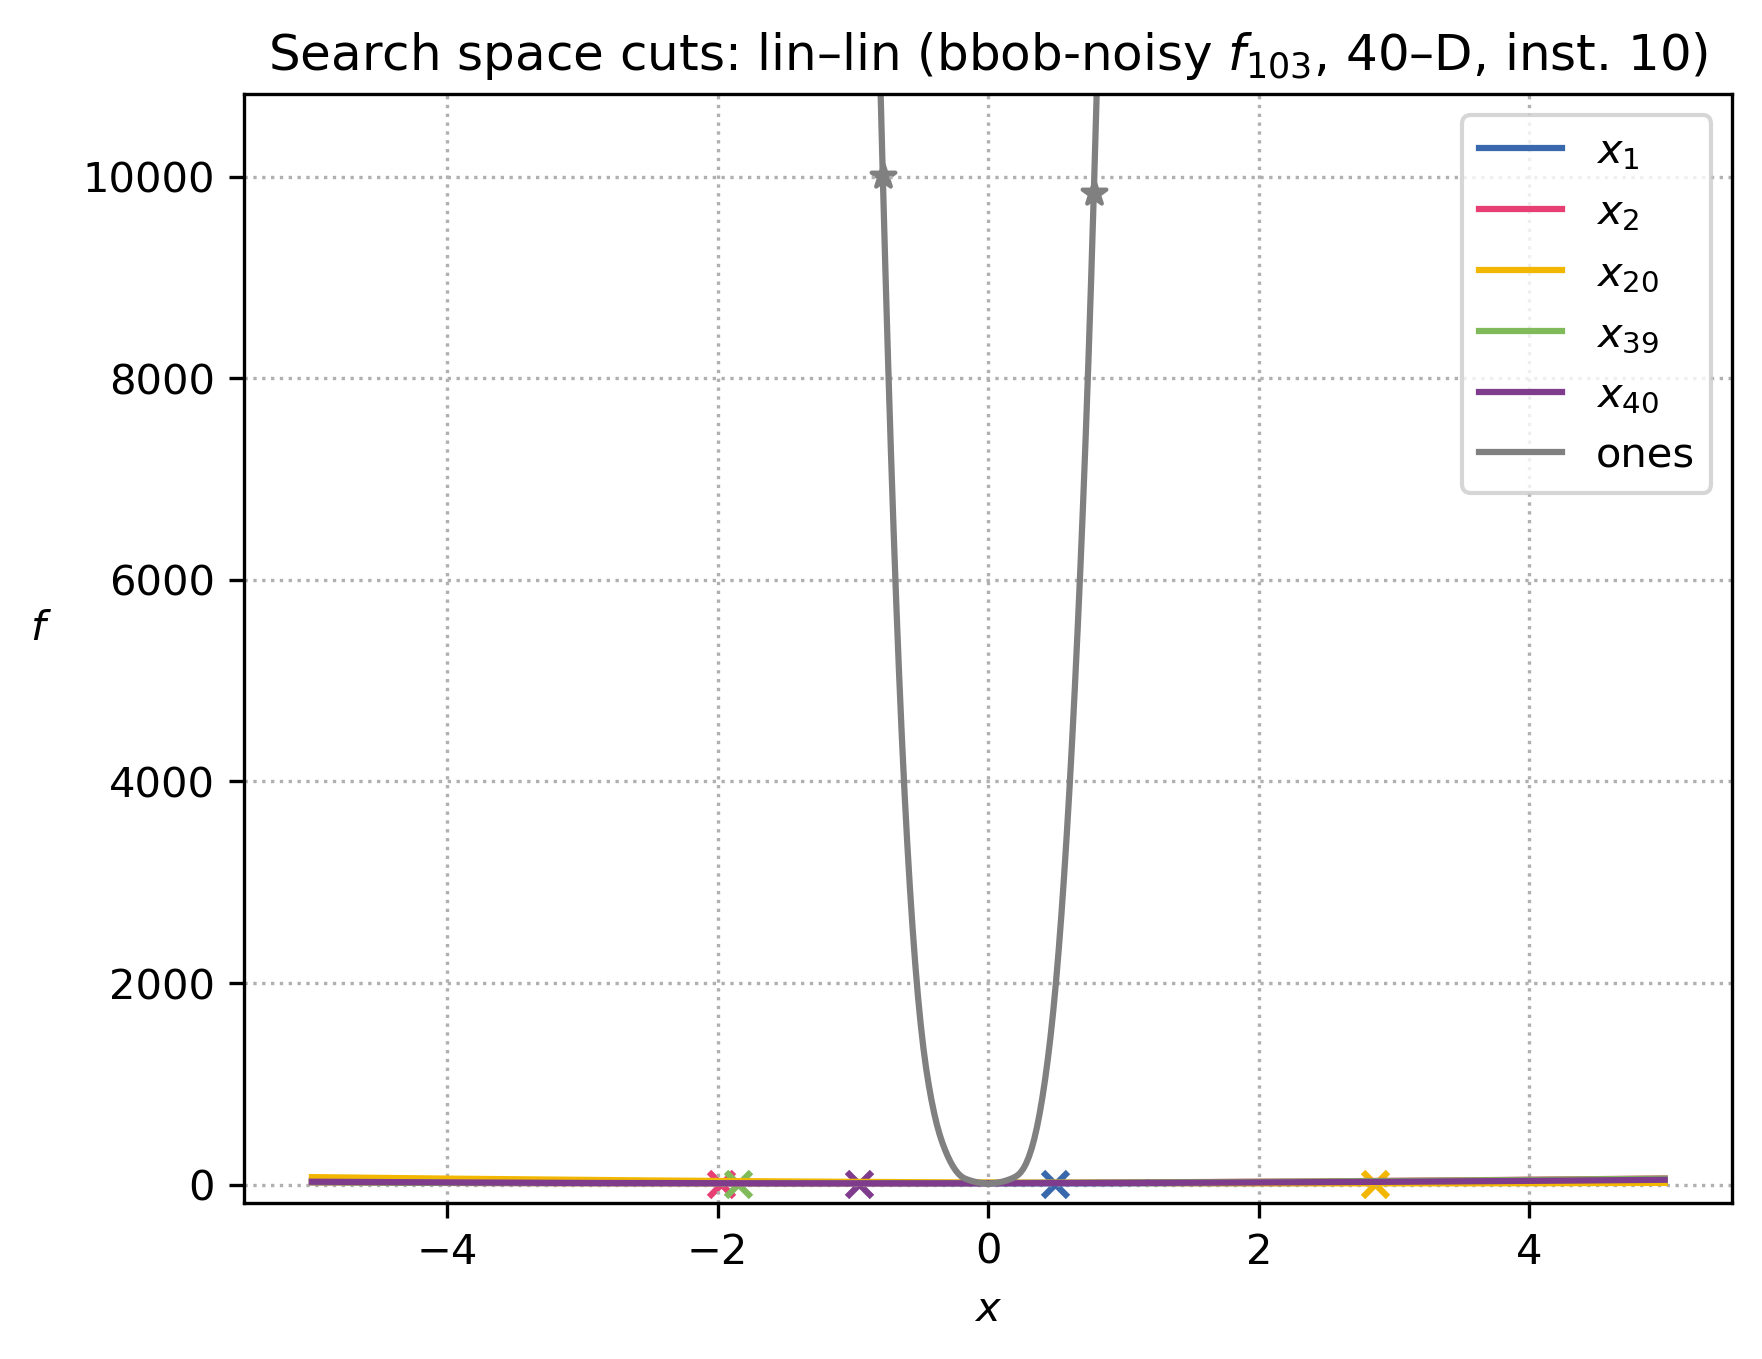 Search space cuts: lin–lin (bbob-noisy f₁₀₃, 40–D, inst. 10)
10000
8000
6000
4000
2000
0
f
−4
−2
0
2
4
x
x₁
x₂
x₂₀
x₃₉
x₄₀
ones